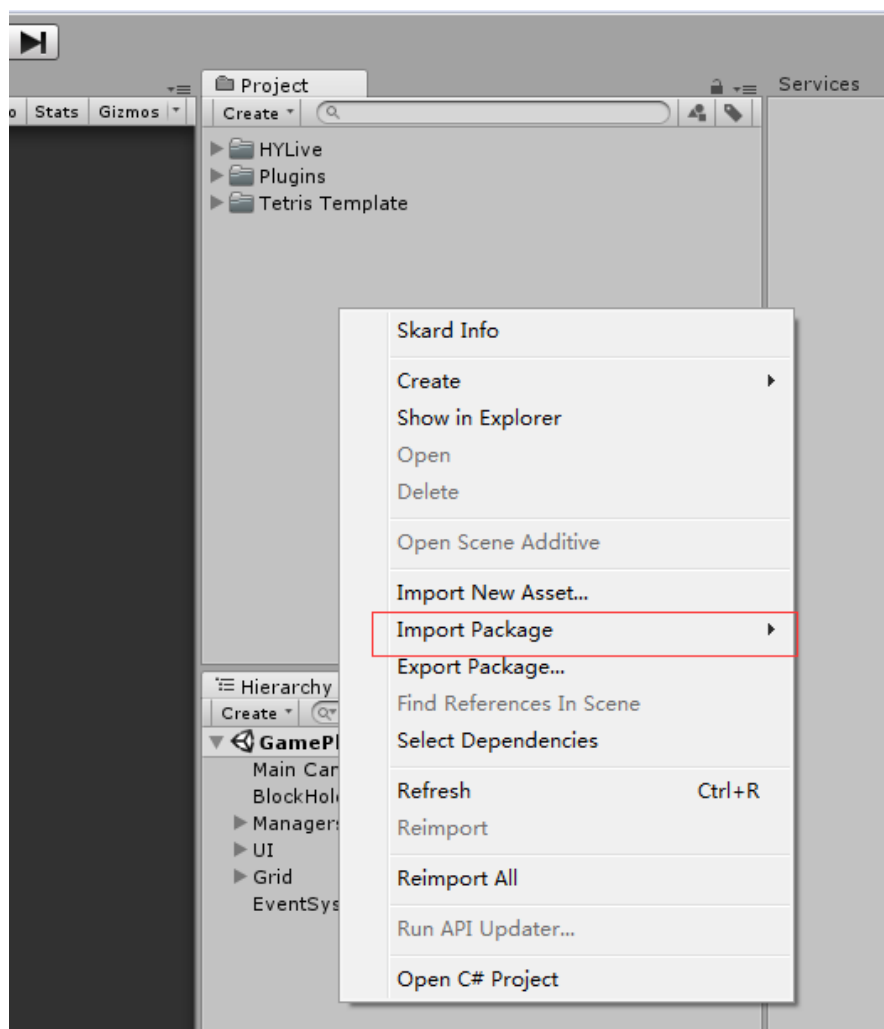 Project
Services
Stats
Gizmos
Create
HYLive
Plugins
Tetris Template
Skard Info
Create
Show in Explorer
Open
Delete
Open Scene Additive
Import New Asset...
Import Package
Export Package...
Find References In Scene
Select Dependencies
Refresh Ctrl+R
Reimport
Reimport All
Run API Updater...
Open C# Project
Hierarchy
Create
GamePl
Main Car
BlockHol
Manager
UI
Grid
EventSys